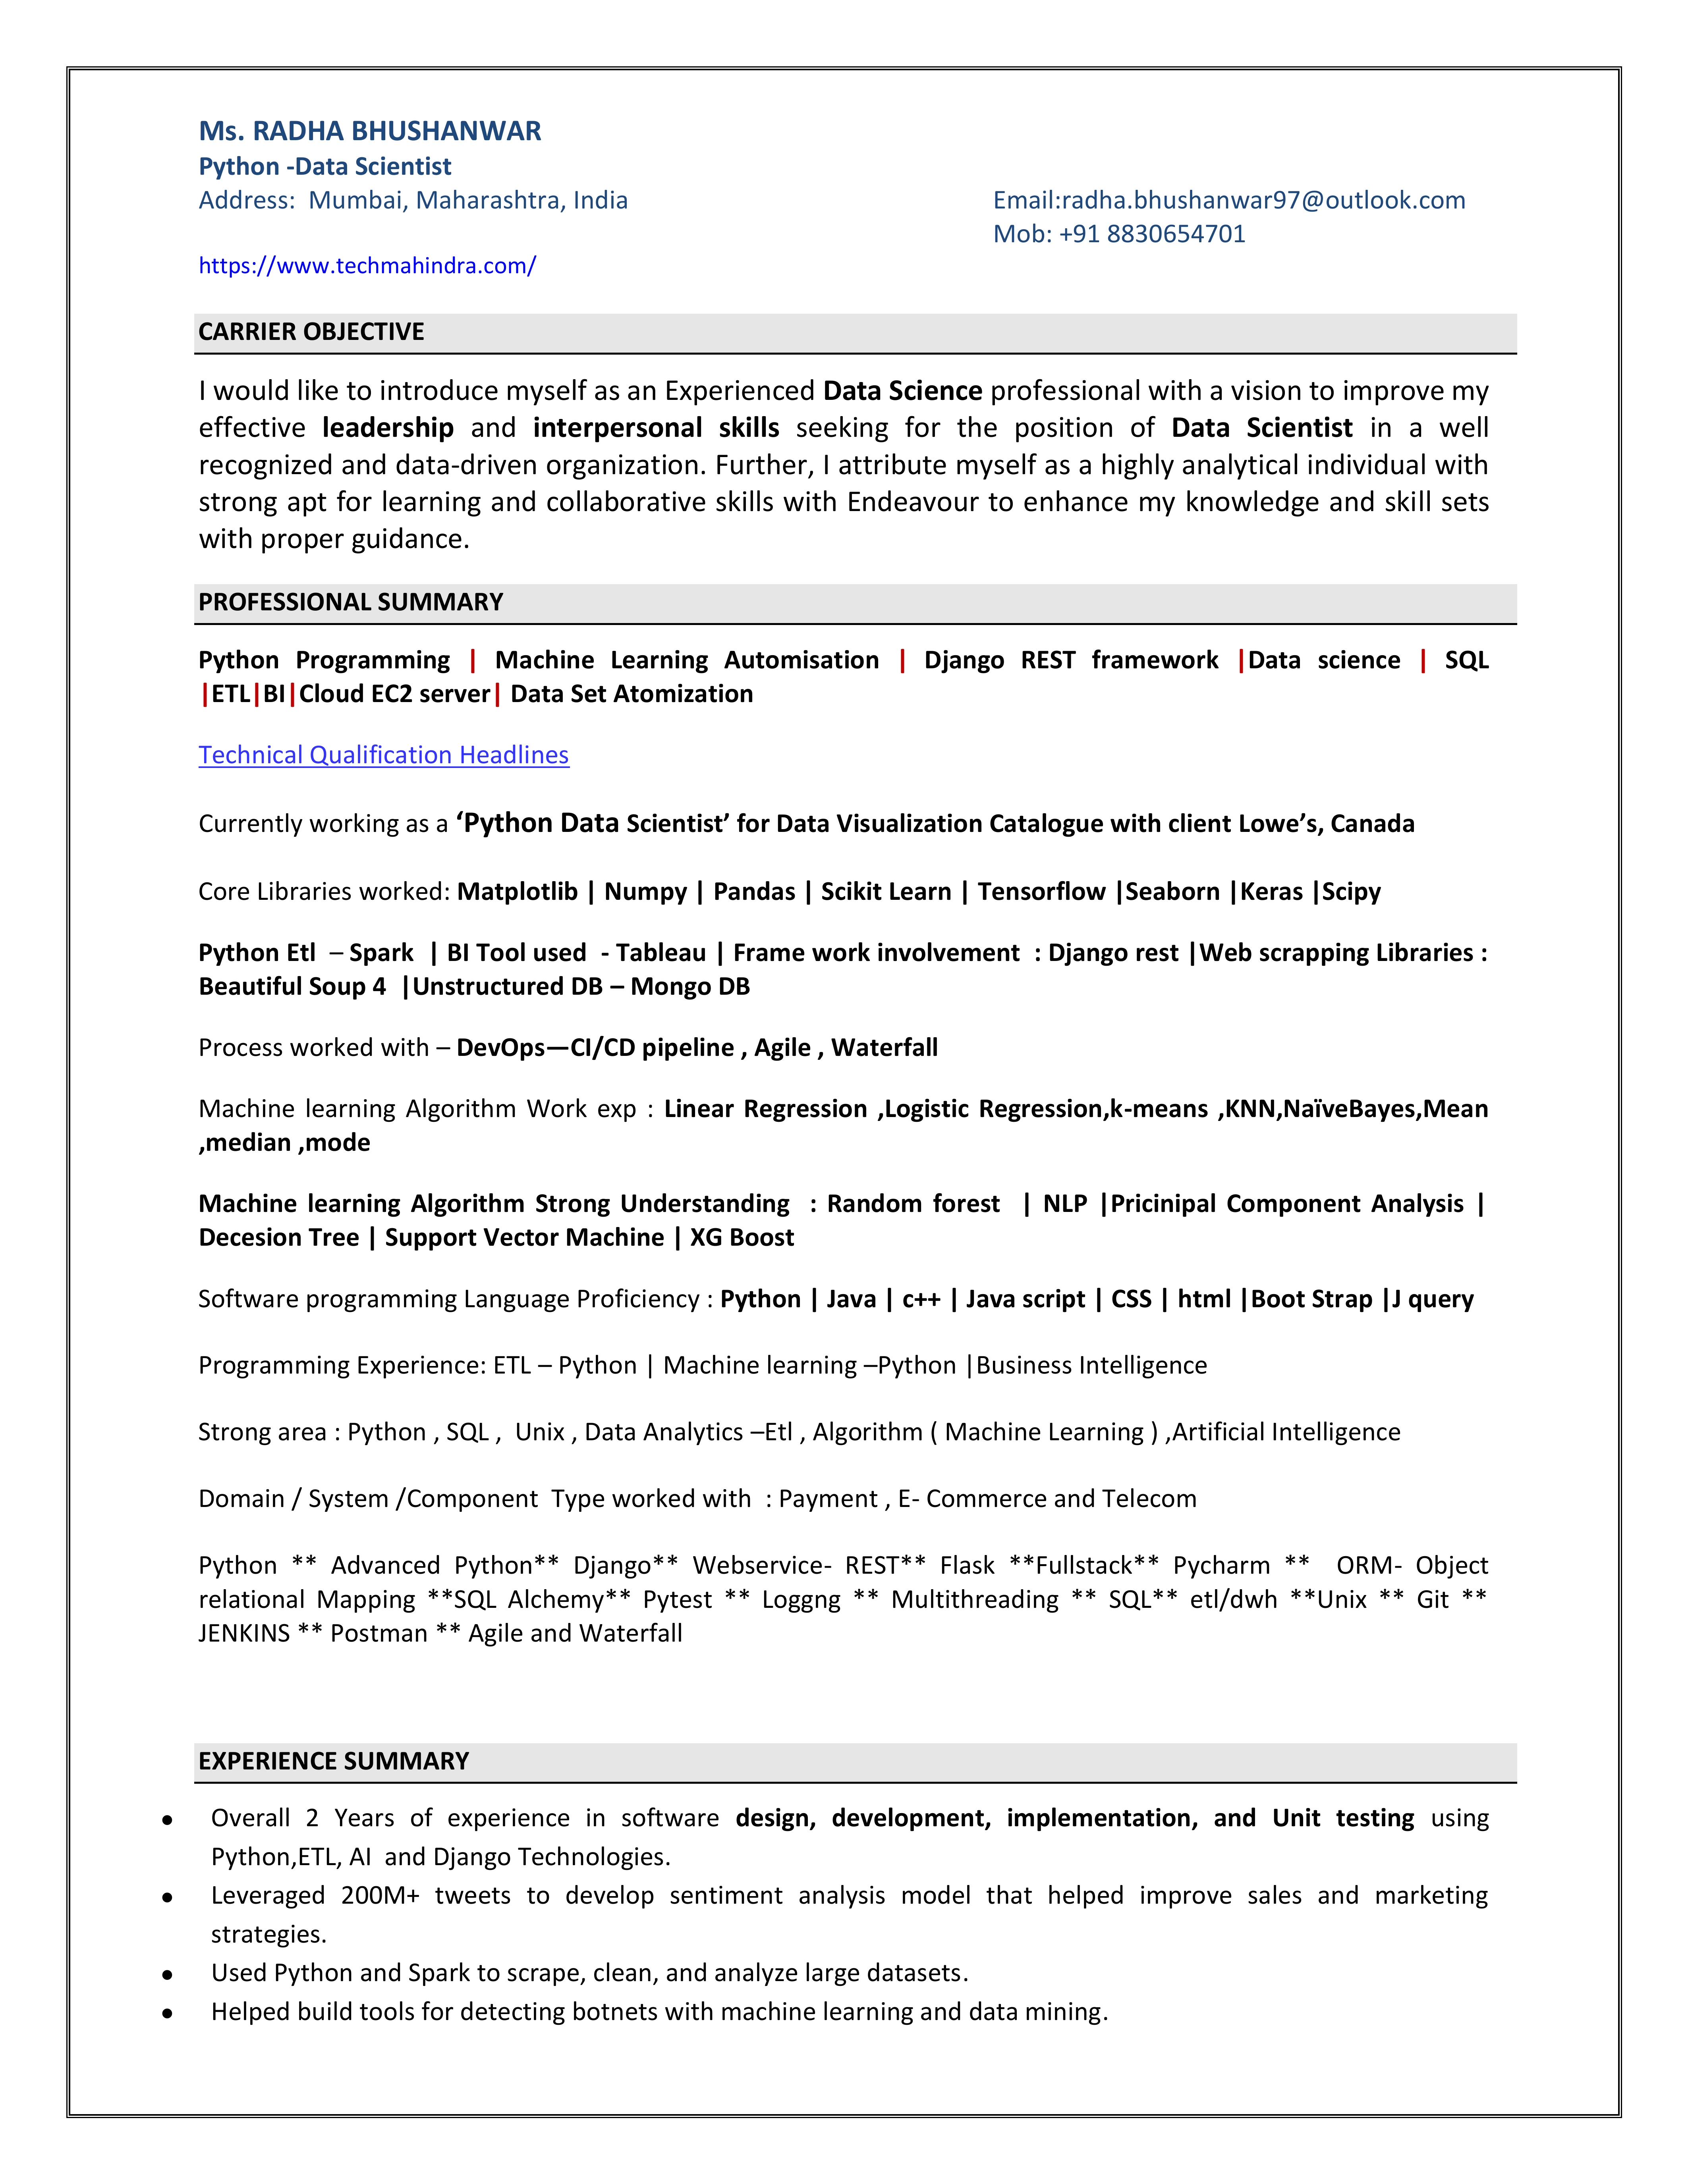 Ms. RADHA BHUSHANWAR
Python -Data Scientist
Address:  Mumbai, Maharashtra, India Email:radha.bhushanwar97@outlook.com
Mob: +91 8830654701
https://www.techmahindra.com/
CARRIER OBJECTIVE
I would like to introduce myself as an Experienced Data Science professional with a vision to improve my
effective leadership and interpersonal skills seeking for the position of Data Scientist in a well
recognized and data-driven organization. Further, I attribute myself as a highly analytical individual with
strong apt for learning and collaborative skills with Endeavour to enhance my knowledge and skill sets
with proper guidance.
PROFESSIONAL SUMMARY
Python Programming | Machine Learning Automisation | Django REST framework |Data science | SQL
|ETL|BI|Cloud EC2 server| Data Set Atomization
Technical Qualification Headlines
Currently working as a ‘Python Data Scientist’ for Data Visualization Catalogue with client Lowe’s, Canada
Core Libraries worked: Matplotlib | Numpy | Pandas | Scikit Learn | Tensorflow |Seaborn |Keras |Scipy
Python Etl – Spark | BI Tool used - Tableau | Frame work involvement : Django rest |Web scrapping Libraries :
Beautiful Soup 4 |Unstructured DB – Mongo DB
Process worked with – DevOps—CI/CD pipeline , Agile , Waterfall
Machine learning Algorithm Work exp : Linear Regression ,Logistic Regression,k-means ,KNN,NaïveBayes,Mean
,median ,mode
Machine learning Algorithm Strong Understanding : Random forest | NLP |Pricinipal Component Analysis |
Decesion Tree | Support Vector Machine | XG Boost
Software programming Language Proficiency : Python | Java | c++ | Java script | CSS | html |Boot Strap |J query
Programming Experience: ETL – Python | Machine learning –Python |Business Intelligence
Strong area : Python , SQL , Unix , Data Analytics –Etl , Algorithm ( Machine Learning ) ,Artificial Intelligence
Domain / System /Component Type worked with : Payment , E- Commerce and Telecom
Python ** Advanced Python** Django** Webservice- REST** Flask **Fullstack** Pycharm ** ORM- Object
relational Mapping **SQL Alchemy** Pytest ** Loggng ** Multithreading ** SQL** etl/dwh **Unix ** Git **
JENKINS ** Postman ** Agile and Waterfall
EXPERIENCE SUMMARY
● Overall 2 Years of experience in software design, development, implementation, and Unit testing using
Python,ETL, AI and Django Technologies.
● Leveraged 200M+ tweets to develop sentiment analysis model that helped improve sales and marketing
strategies.
● Used Python and Spark to scrape, clean, and analyze large datasets.
● Helped build tools for detecting botnets with machine learning and data mining.